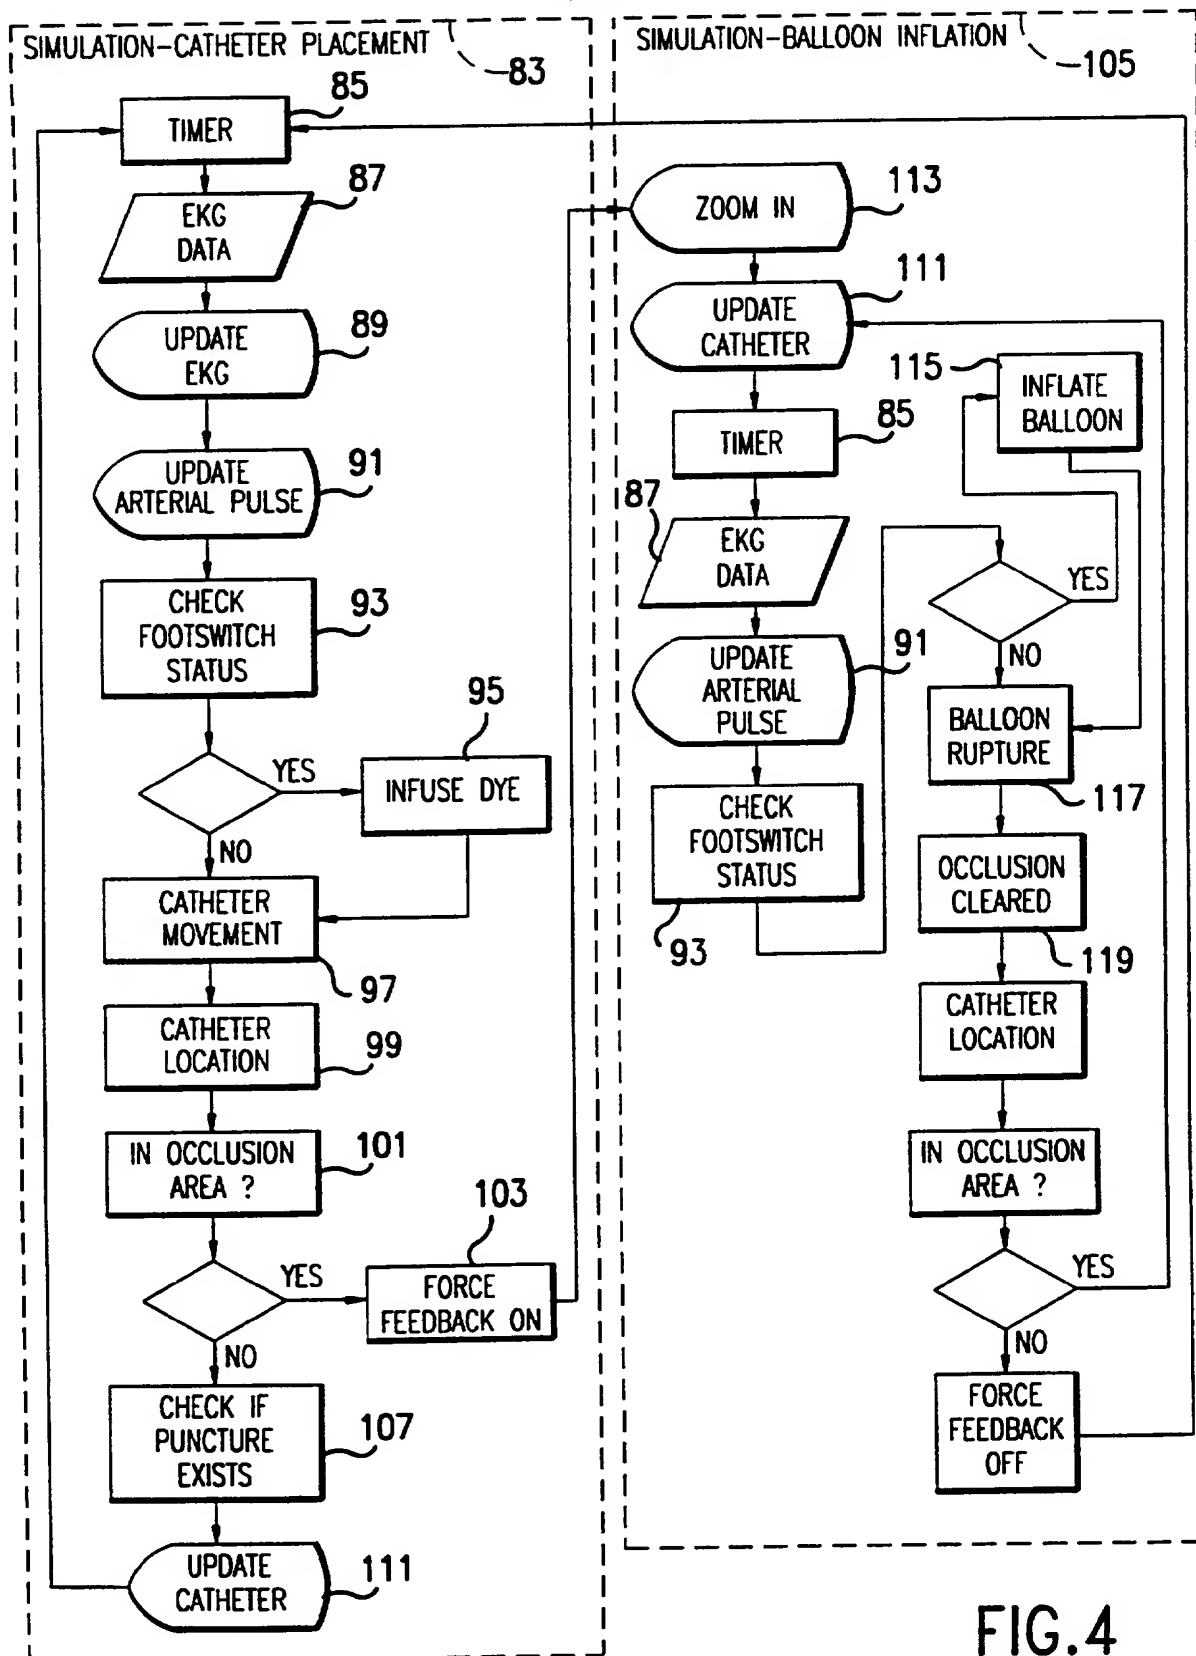 SIMULATION-CATHETER PLACEMENT
83
85
TIMER
87
EKG
DATA
89
UPDATE
EKG
91
UPDATE
ARTERIAL PULSE
93
CHECK
FOOTSWITCH
STATUS
95
YES
INFUSE DYE
NO
CATHETER
MOVEMENT
97
CATHETER
LOCATION
99
IN OCCLUSION
AREA ?
101
103
YES
FORCE
FEEDBACK ON
NO
CHECK IF
PUNCTURE
EXISTS
107
UPDATE
CATHETER
111
SIMULATION-BALLOON INFLATION
105
ZOOM IN
113
111
UPDATE
CATHETER
85
TIMER
87
EKG
DATA
91
UPDATE
ARTERIAL
PULSE
CHECK
FOOTSWITCH
STATUS
93
115
INFLATE
BALLOON
YES
NO
BALLOON
RUPTURE
117
OCCLUSION
CLEARED
119
CATHETER
LOCATION
IN OCCLUSION
AREA ?
YES
NO
FORCE
FEEDBACK
OFF
FIG.4